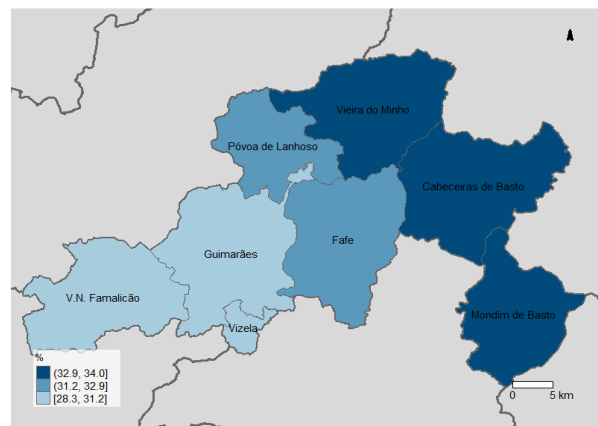 Vieira do Minho
Póvoa de Lanhoso
Cabeceiras de Basto
Fafe
Guimarães
V.N. Famalicão
Mondim de Basto
Vizela
%
(32.9, 34.0]
(31.2, 32.9]
[28.3, 31.2]
0 5 km